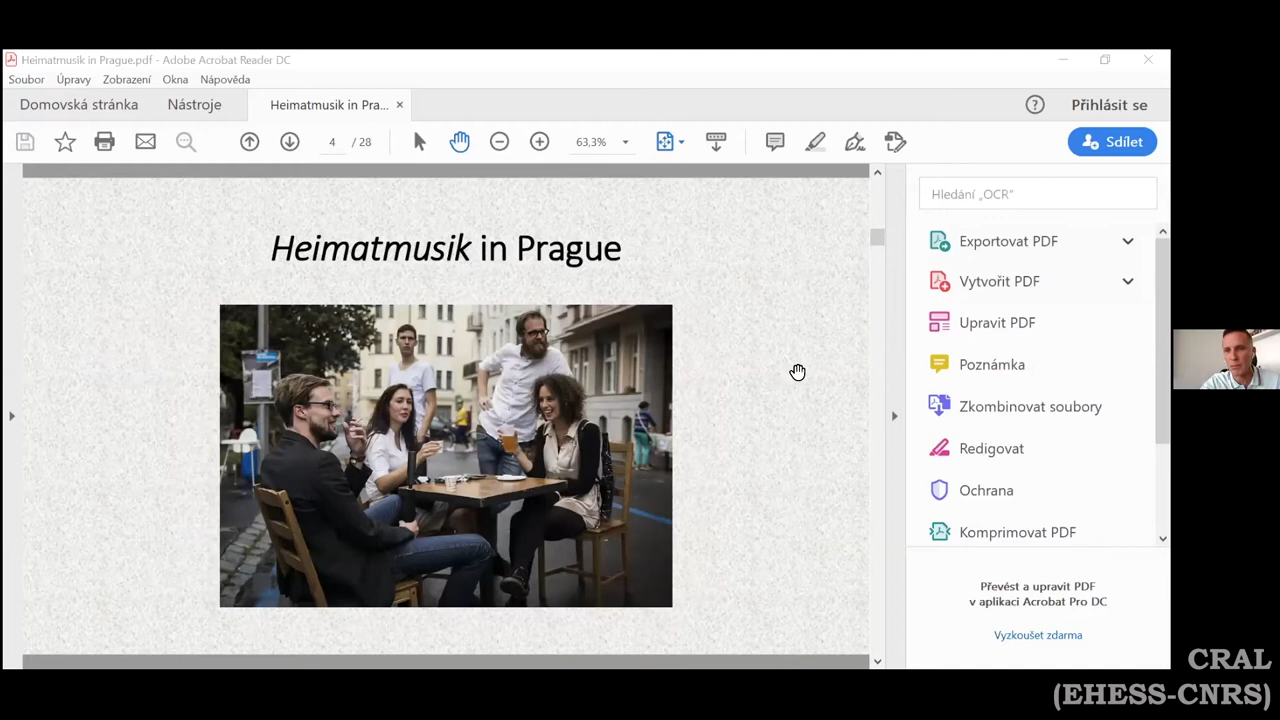 Heimatmusik in Prague.pdf - Adobe Acrobat Reader DC
Soubor Úpravy Zobrazení Okna Nápověda
Domovská stránka Nástroje Heimatmusik in Pra... × ? Přihlásit se
4 / 28 63,3% Sdílet
Hledání „OCR"
Heimatmusik in Prague
Exportovat PDF
Vytvořit PDF
Upravit PDF
Poznámka
Zkombinovat soubory
Redigovat
Ochrana
Komprimovat PDF
Převést a upravit PDF
v aplikaci Acrobat Pro DC
Vyzkoušet zdarma
CRAL
(EHESS-CNRS)